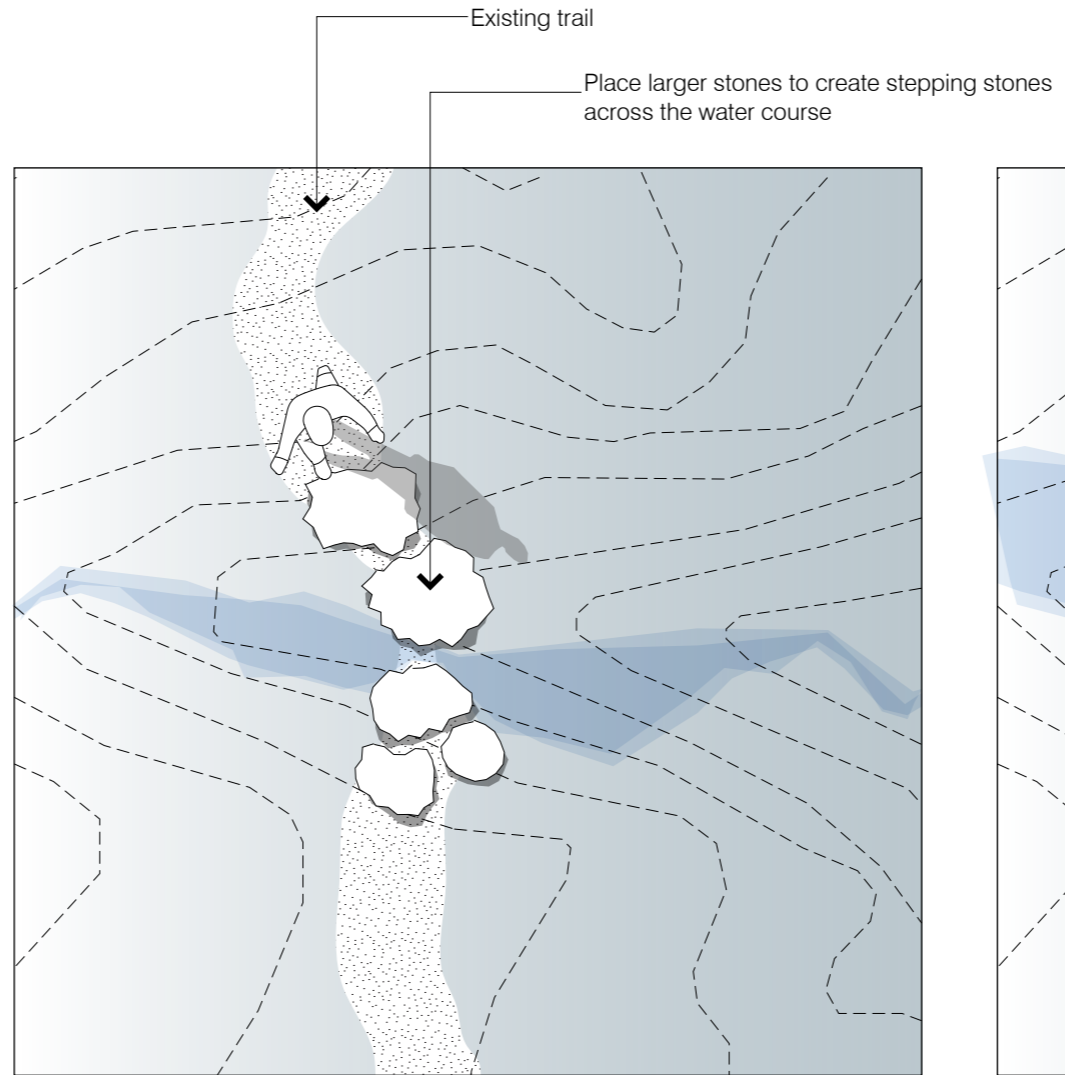 Existing trail
Place larger stones to create stepping stones
across the water course